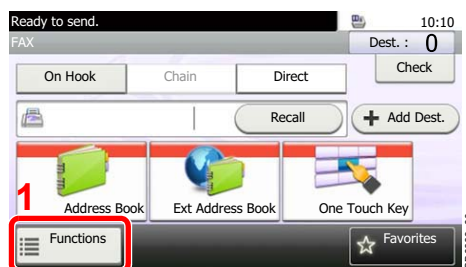 Ready to send.
10:10
FAX
Dest. : 0
On Hook
Chain
Direct
Check
Recall
Add Dest.
1
Address Book
Ext Address Book
One Touch Key
Functions
Favorites